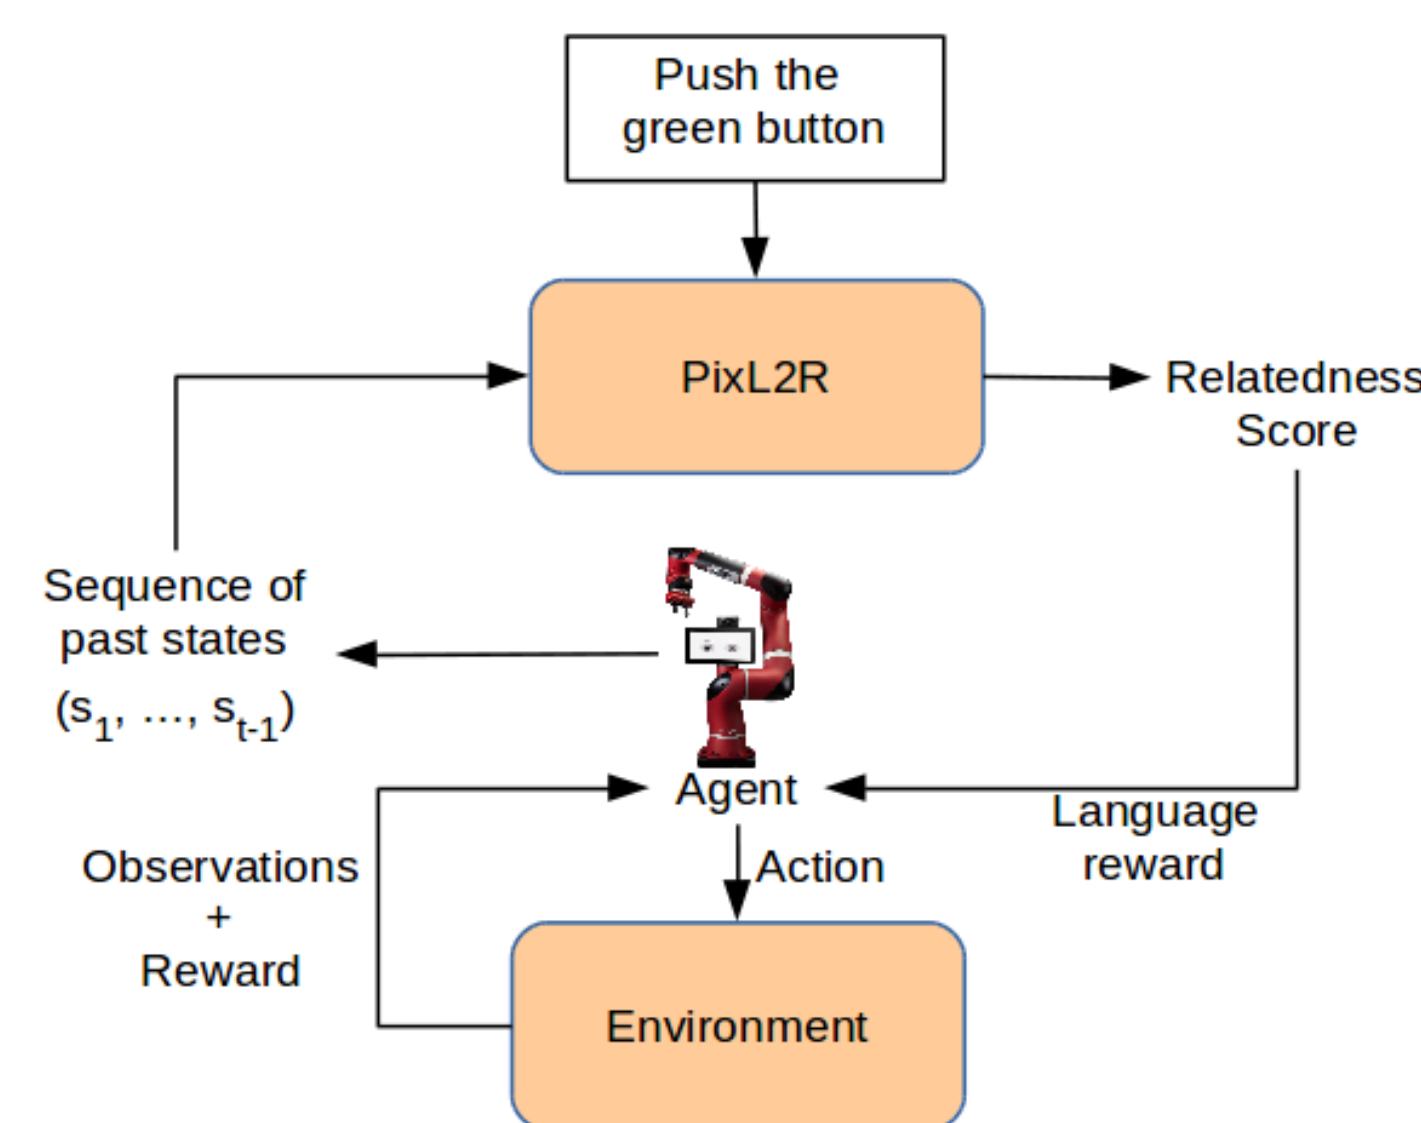 Push the
green button
PixL2R
Relatedness
Score
Sequence of
past states
(s1, ..., st-1)
Agent
Language
reward
Observations
+
Reward
Action
Environment